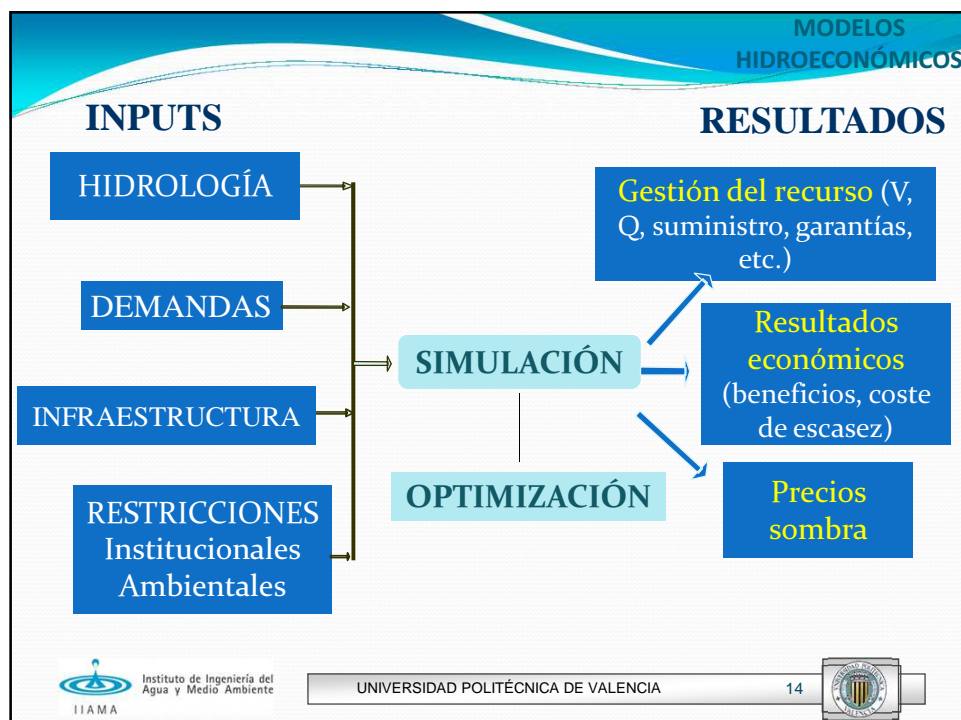 MODELOS
HIDROECONÓMICOS
INPUTS
RESULTADOS
HIDROLOGÍA
DEMANDAS
INFRAESTRUCTURA
RESTRICCIONES
Institucionales
Ambientales
SIMULACIÓN
OPTIMIZACIÓN
Gestión del recurso (V,
Q, suministro, garantías,
etc.)
Resultados
económicos
(beneficios, coste
de escasez)
Precios
sombra
Instituto de Ingeniería del
Agua y Medio Ambiente
IIAMA
UNIVERSIDAD POLITÉCNICA DE VALENCIA
14